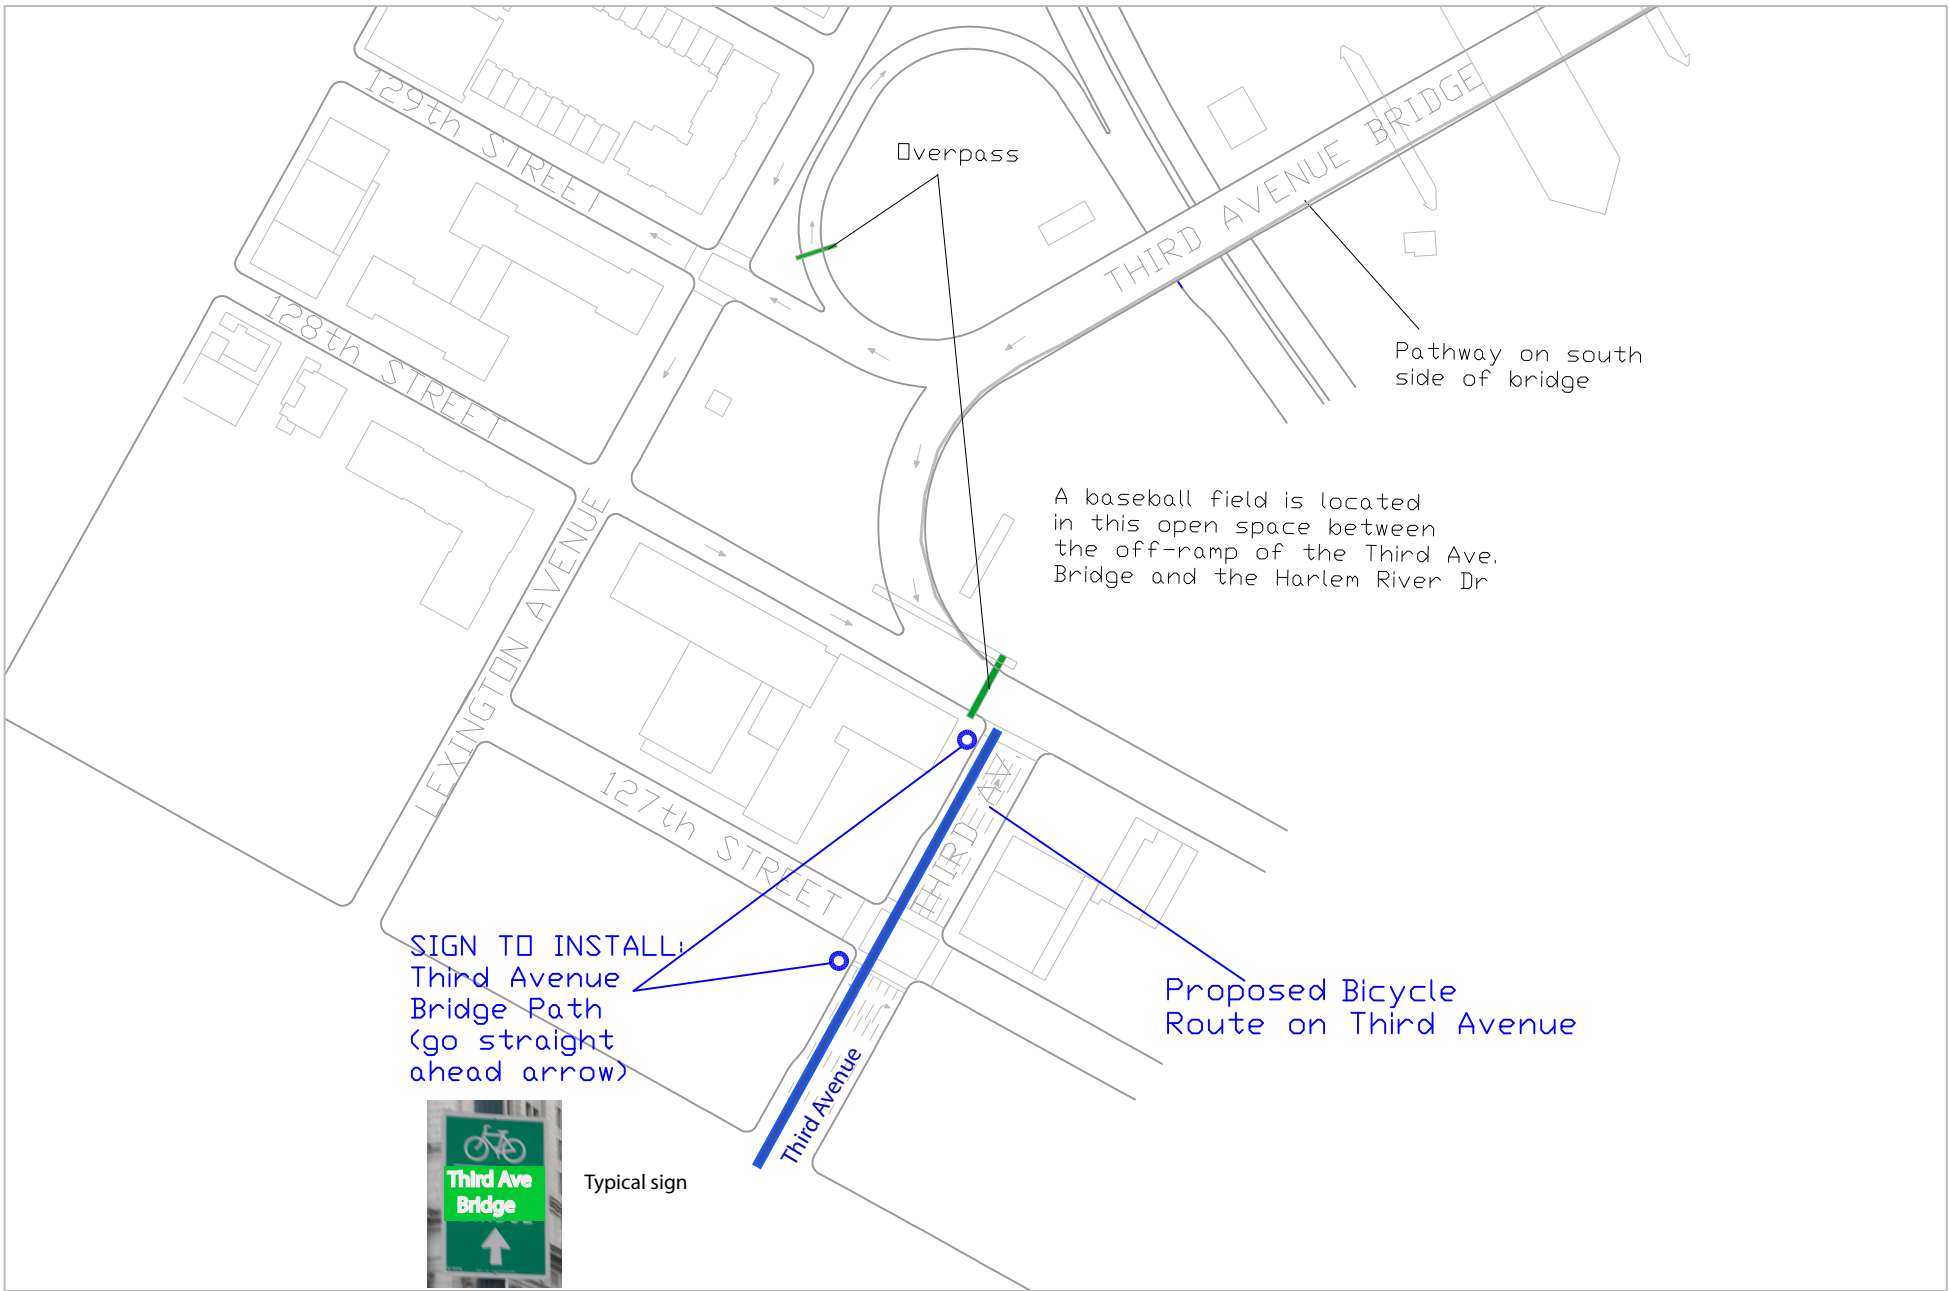 129th STREET
Overpass
THIRD AVENUE BRIDGE
128th STREET
Pathway on south
side of bridge
A baseball field is located
in this open space between
the off-ramp of the Third Ave.
Bridge and the Harlem River Dr
LEXINGTON AVENUE
127th STREET
THIRD AV.
SIGN TO INSTALL:
Third Avenue
Bridge Path
(go straight
ahead arrow)
Proposed Bicycle
Route on Third Avenue
Third Avenue
Third Ave
Bridge
Typical sign